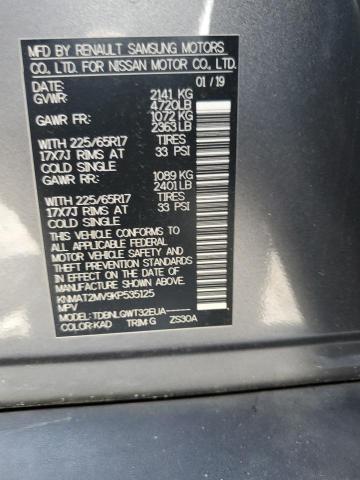 MFD BY RENAULT SAMSUNG MOTORS
CO., LTD. FOR NISSAN MOTOR CO., LTD.
DATE: 01/19
GVWR: 2141 KG
4720LB
GAWR FR: 1072 KG
2363LB
WITH 225/65R17 TIRES
17X7J RIMS AT 33 PSI
COLD SINGLE
GAWR RR: 1089 KG
2401LB
WITH 225/65R17 TIRES
17X7J RIMS AT 33 PSI
COLD SINGLE
THIS VEHICLE CONFORMS TO
ALL APPLICABLE FEDERAL
MOTOR VEHICLE SAFETY AND
THEFT PREVENTION STANDARDS
IN EFFECT ON THE DATE OF
MANUFACTURE SHOWN ABOVE.
KNMAT2MV9KP535125
MPV
MODEL: TDBNLGWT32EUA
COLOR:KAD TRIM:G ZS30A